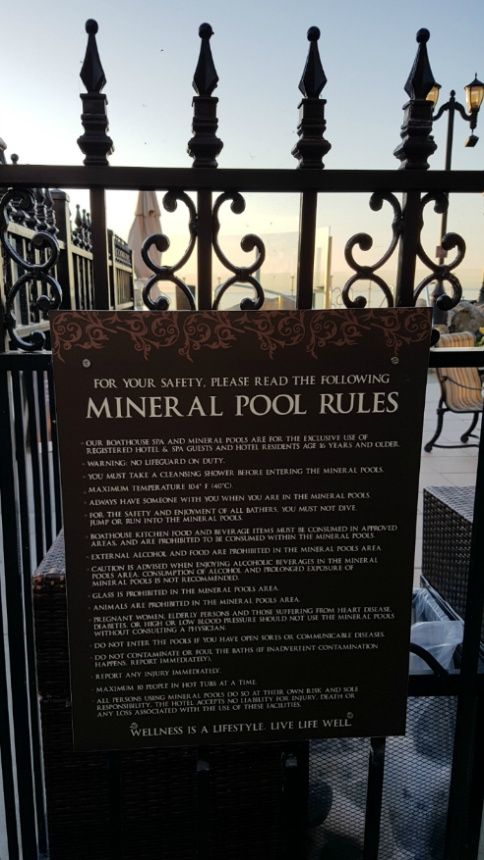 FOR YOUR SAFETY, PLEASE READ THE FOLLOWING
MINERAL POOL RULES
- OUR BOATHOUSE SPA AND MINERAL POOLS ARE FOR THE EXCLUSIVE USE OF
REGISTERED HOTEL & SPA GUESTS AND HOTEL RESIDENTS AGE 16 YEARS AND OLDER.
- WARNING: NO LIFEGUARD ON DUTY.
- YOU MUST TAKE A CLEANSING SHOWER BEFORE ENTERING THE MINERAL POOLS.
- MAXIMUM TEMPERATURE 104° F (40°C).
- ALWAYS HAVE SOMEONE WITH YOU WHEN YOU ARE IN THE MINERAL POOLS.
- FOR THE SAFETY AND ENJOYMENT OF ALL BATHERS, YOU MUST NOT DIVE,
JUMP OR RUN INTO THE MINERAL POOLS.
- BOATHOUSE KITCHEN FOOD AND BEVERAGE ITEMS MUST BE CONSUMED IN APPROVED
AREAS, AND ARE PROHIBITED TO BE CONSUMED WITHIN THE MINERAL POOLS.
- EXTERNAL ALCOHOL AND FOOD ARE PROHIBITED IN THE MINERAL POOLS AREA.
- CAUTION IS ADVISED WHEN ENJOYING ALCOHOLIC BEVERAGES IN THE MINERAL
POOLS AREA. CONSUMPTION OF ALCOHOL AND PROLONGED EXPOSURE OF
MINERAL POOLS IS NOT RECOMMENDED.
- GLASS IS PROHIBITED IN THE MINERAL POOLS AREA.
- ANIMALS ARE PROHIBITED IN THE MINERAL POOLS AREA.
- PREGNANT WOMEN, ELDERLY PERSONS AND THOSE SUFFERING FROM HEART DISEASE,
DIABETES, OR HIGH OR LOW BLOOD PRESSURE SHOULD NOT USE THE MINERAL POOLS
WITHOUT CONSULTING A PHYSICIAN.
- DO NOT ENTER THE POOLS IF YOU HAVE OPEN SORES OR COMMUNICABLE DISEASES.
- DO NOT CONTAMINATE OR FOUL THE BATHS (IF INADVERTENT CONTAMINATION
HAPPENS, REPORT IMMEDIATELY).
- REPORT ANY INJURY IMMEDIATELY.
- MAXIMUM 10 PEOPLE IN HOT TUBS AT A TIME.
- ALL PERSONS USING MINERAL POOLS DO SO AT THEIR OWN RISK AND SOLE
RESPONSIBILITY. THE HOTEL ACCEPTS NO LIABILITY FOR INJURY, DEATH OR
ANY LOSS ASSOCIATED WITH THE USE OF THESE FACILITIES.
WELLNESS IS A LIFESTYLE. LIVE LIFE WELL.